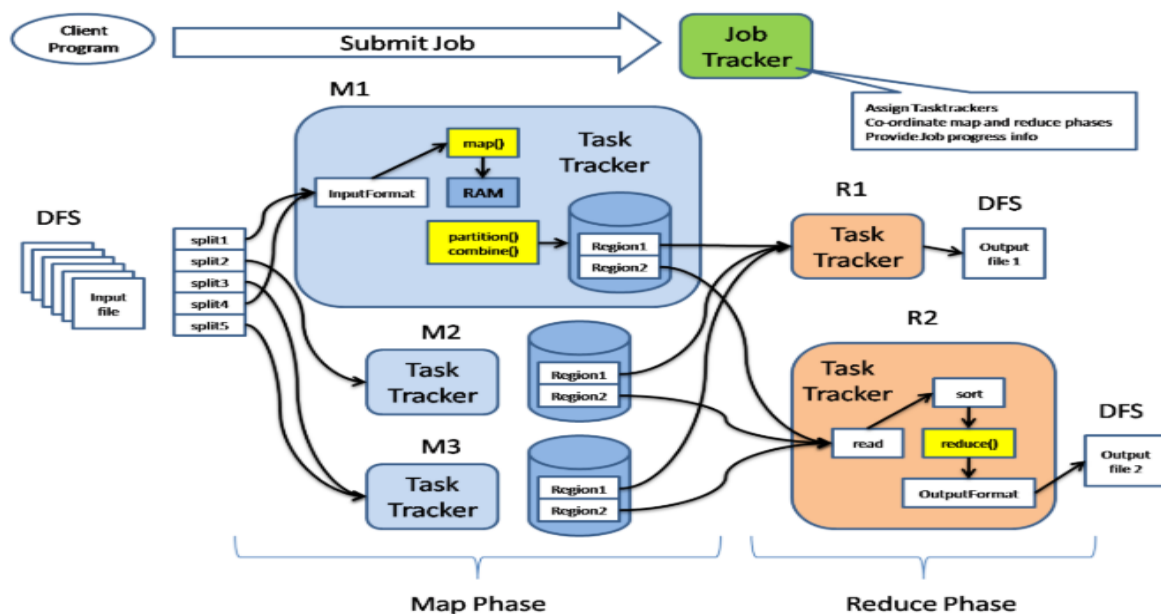 Client
Program
Submit Job
Job
Tracker
Assign Tasktrackers
Co-ordinate map and reduce phases
Provide Job progress info
M1
Task
Tracker
map()
InputFormat
RAM
partition()
combine()
Region1
Region2
DFS
Input
file
split1
split2
split3
split4
split5
M2
Task
Tracker
Region1
Region2
M3
Task
Tracker
Region1
Region2
R1
Task
Tracker
DFS
Output
file 1
R2
Task
Tracker
sort
read
reduce()
OutputFormat
DFS
Output
file 2
Map Phase
Reduce Phase